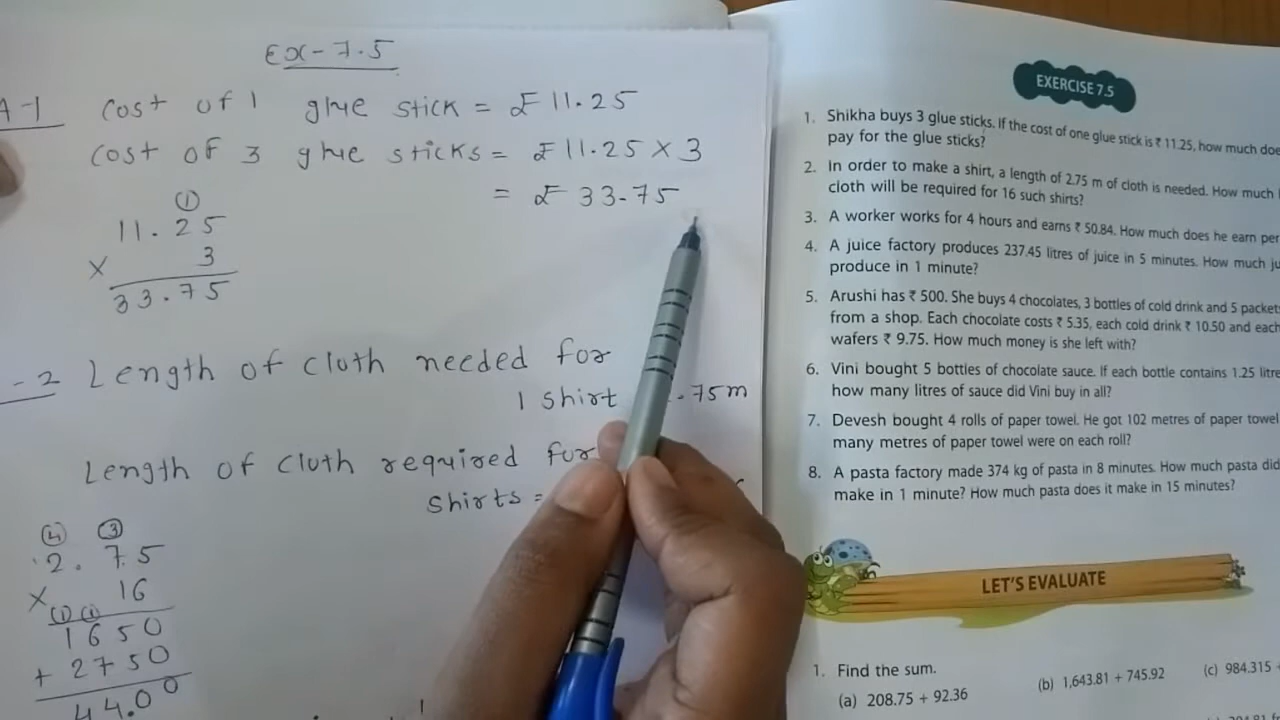 Ex-7.5
A-1 Cost of 1 glue stick = ₹ 11.25
Cost of 3 glue sticks = ₹ 11.25 × 3
= ₹ 33.75
1
11.25
× 3
33.75
-2 Length of cloth needed for
1 shirt .75m
Length of cloth required for
shirts =
4 3
2.75
× 16
1 1
1650
+ 2750
44.00
EXERCISE 7.5
1. Shikha buys 3 glue sticks. If the cost of one glue stick is ₹ 11.25, how much doe
pay for the glue sticks?
2. In order to make a shirt, a length of 2.75 m of cloth is needed. How much
cloth will be required for 16 such shirts?
3. A worker works for 4 hours and earns ₹ 50.84. How much does he earn per
4. A juice factory produces 237.45 litres of juice in 5 minutes. How much ju
produce in 1 minute?
5. Arushi has ₹ 500. She buys 4 chocolates, 3 bottles of cold drink and 5 packet
from a shop. Each chocolate costs ₹ 5.35, each cold drink ₹ 10.50 and each
wafers ₹ 9.75. How much money is she left with?
6. Vini bought 5 bottles of chocolate sauce. If each bottle contains 1.25 litre
how many litres of sauce did Vini buy in all?
7. Devesh bought 4 rolls of paper towel. He got 102 metres of paper towel
many metres of paper towel were on each roll?
8. A pasta factory made 374 kg of pasta in 8 minutes. How much pasta did
make in 1 minute? How much pasta does it make in 15 minutes?
LET'S EVALUATE
1. Find the sum.
(a) 208.75 + 92.36 (b) 1,643.81 + 745.92 (c) 984.315